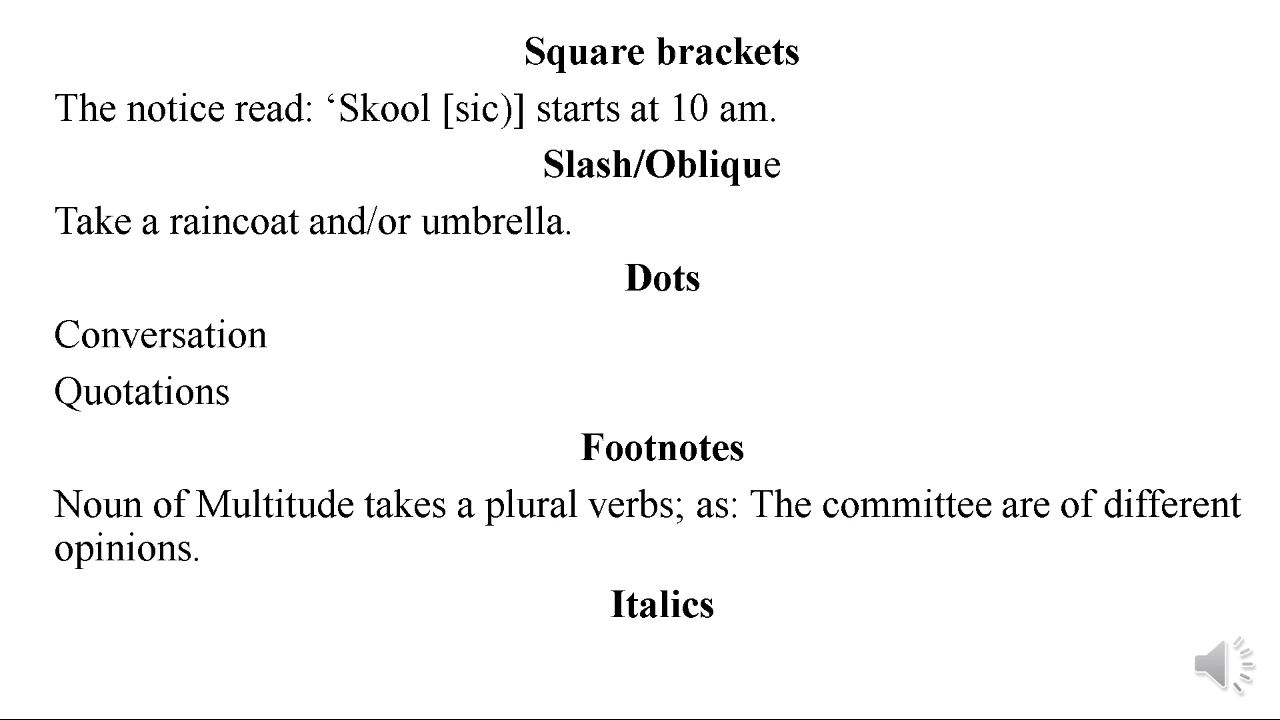 Square brackets
The notice read: ‘Skool [sic)] starts at 10 am.
Slash/Oblique
Take a raincoat and/or umbrella.
Dots
Conversation
Quotations
Footnotes
Noun of Multitude takes a plural verbs; as: The committee are of different
opinions.
Italics